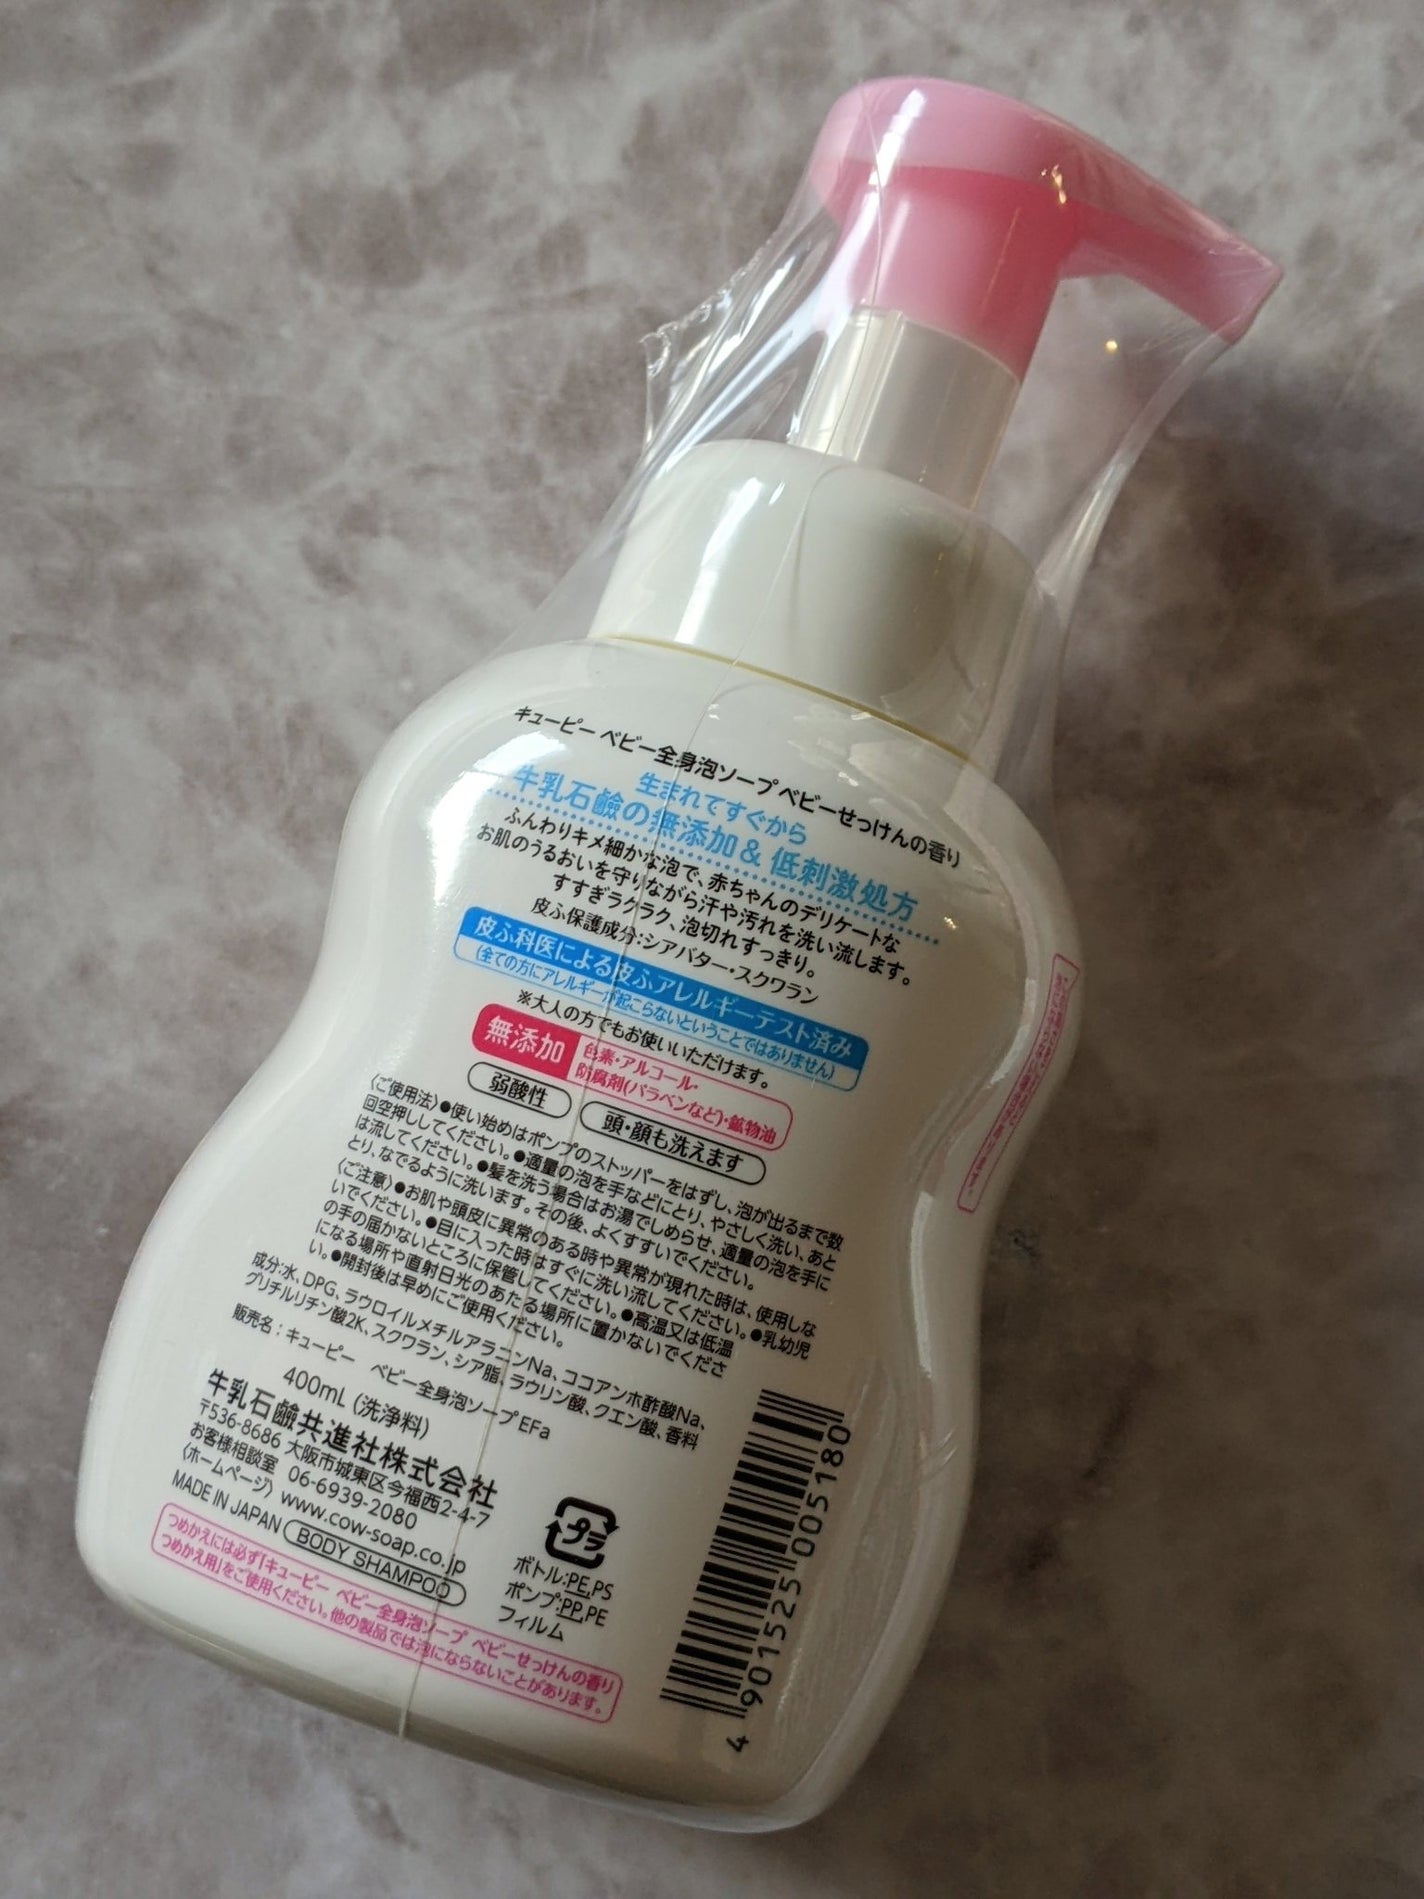 キューピー ベビー全身泡ソープ ベビーせっけんの香り
生まれてすぐから
牛乳石鹼の無添加＆低刺激処方
ふんわりキメ細かな泡で、赤ちゃんのデリケートな
お肌のうるおいを守りながら汗や汚れを洗い流します。
すすぎラクラク、泡切れすっきり。
皮ふ保護成分:シアバター・スクワラン
皮ふ科医による皮ふアレルギーテスト済み
(全ての方にアレルギーが起こらないということではありません)
※大人の方でもお使いいただけます。
無添加
色素・アルコール・
防腐剤(パラベンなど)・鉱物油
弱酸性
頭・顔も洗えます
〈ご使用法〉●使い始めはポンプのストッパーをはずし、泡が出るまで数
回空押ししてください。●適量の泡を手などにとり、やさしく洗い、あと
は流してください。●髪を洗う場合はお湯でしめらせ、適量の泡を手に
とり、なでるように洗います。その後、よくすすいでください。
〈ご注意〉●お肌や頭皮に異常のある時や異常が現れた時は、使用しな
いでください。●目に入った時はすぐに洗い流してください。●乳幼児
の手の届かないところに保管してください。●高温又は低温
になる場所や直射日光のあたる場所に置かないでくださ
い。●開封後は早めにご使用ください。
成分:水、DPG、ラウロイルメチルアラニンNa、ココアンホ酢酸Na、
グリチルリチン酸2K、スクワラン、シア脂、ラウリン酸、クエン酸、香料
販売名：キューピー ベビー全身泡ソープEFa
400mL (洗浄料)
牛乳石鹼共進社株式会社
〒536-8686 大阪市城東区今福西2-4-7
お客様相談室 06-6939-2080
〈ホームページ〉 www.cow-soap.co.jp
MADE IN JAPAN BODY SHAMPOO
プラ
ボトル:PE,PS
ポンプ:PP,PE
フィルム
つめかえには必ず「キューピー ベビー全身泡ソープ ベビーせっけんの香り
つめかえ用」をご使用ください。他の製品では泡にならないことがあります。
4 901525 005180